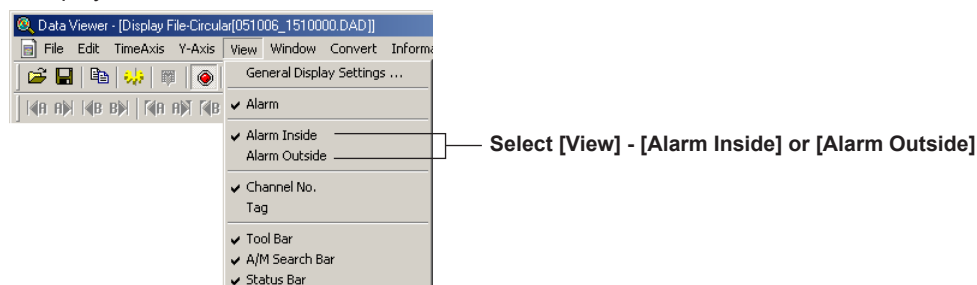 Data Viewer - [Display File-Circular[051006_1510000.DAD]]
File Edit TimeAxis Y-Axis View Window Convert
General Display Settings ...
A A B B A A B
Alarm
Alarm Inside
Alarm Outside
Select [View] - [Alarm Inside] or [Alarm Outside]
Channel No.
Tag
Tool Bar
A/M Search Bar
Status Bar